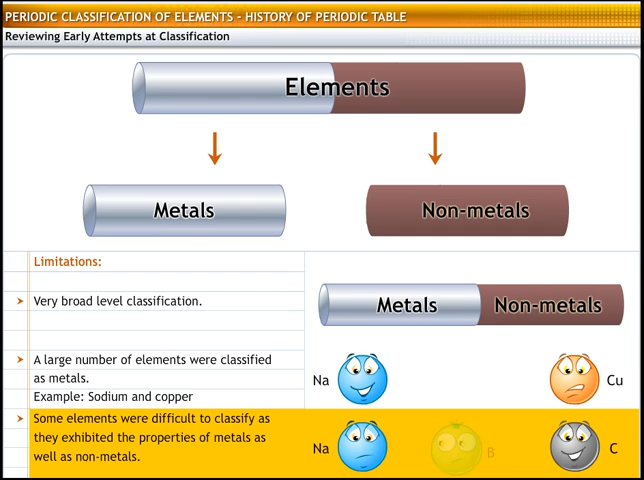 PERIODIC CLASSIFICATION OF ELEMENTS - HISTORY OF PERIODIC TABLE
Reviewing Early Attempts at Classification
Elements
Metals
Non-metals
Limitations:
Very broad level classification.
A large number of elements were classified
as metals.
Example: Sodium and copper
Some elements were difficult to classify as
they exhibited the properties of metals as
well as non-metals.
Metals
Non-metals
Na
Cu
Na
B
C